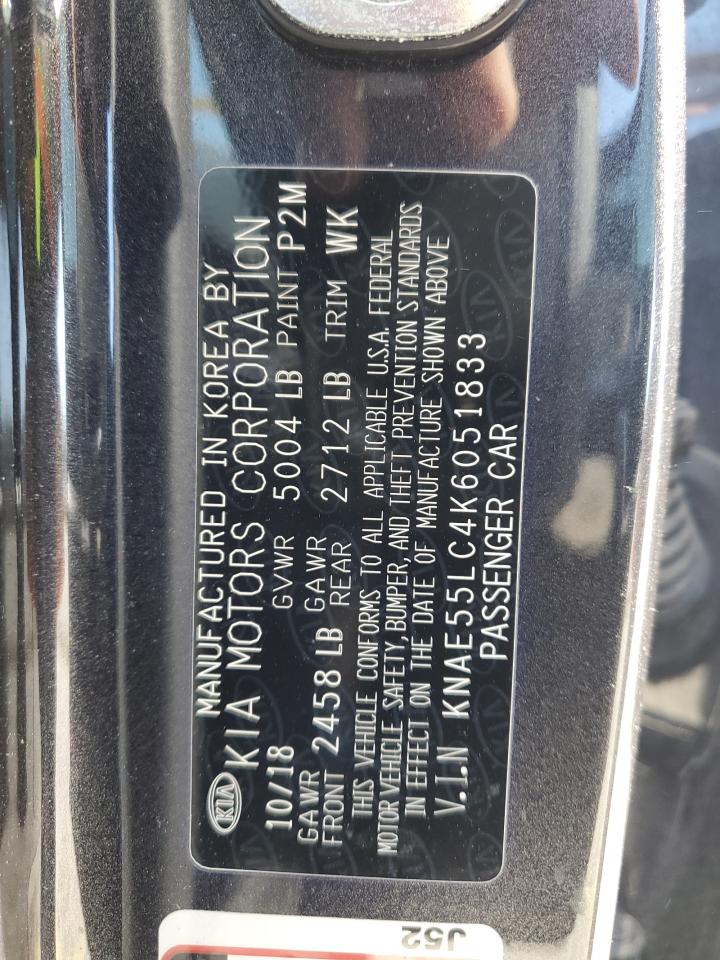 MANUFACTURED IN KOREA BY
KIA KIA MOTORS CORPORATION
10/18 GVWR 5004 LB PAINT P2M
GAWR FRONT 2458 LB GAWR REAR 2712 LB TRIM WK
THIS VEHICLE CONFORMS TO ALL APPLICABLE U.S.A. FEDERAL
MOTOR VEHICLE SAFETY, BUMPER, AND THEFT PREVENTION STANDARDS
IN EFFECT ON THE DATE OF MANUFACTURE SHOWN ABOVE
V.I.N KNAE55LC4K6051833
PASSENGER CAR
J52